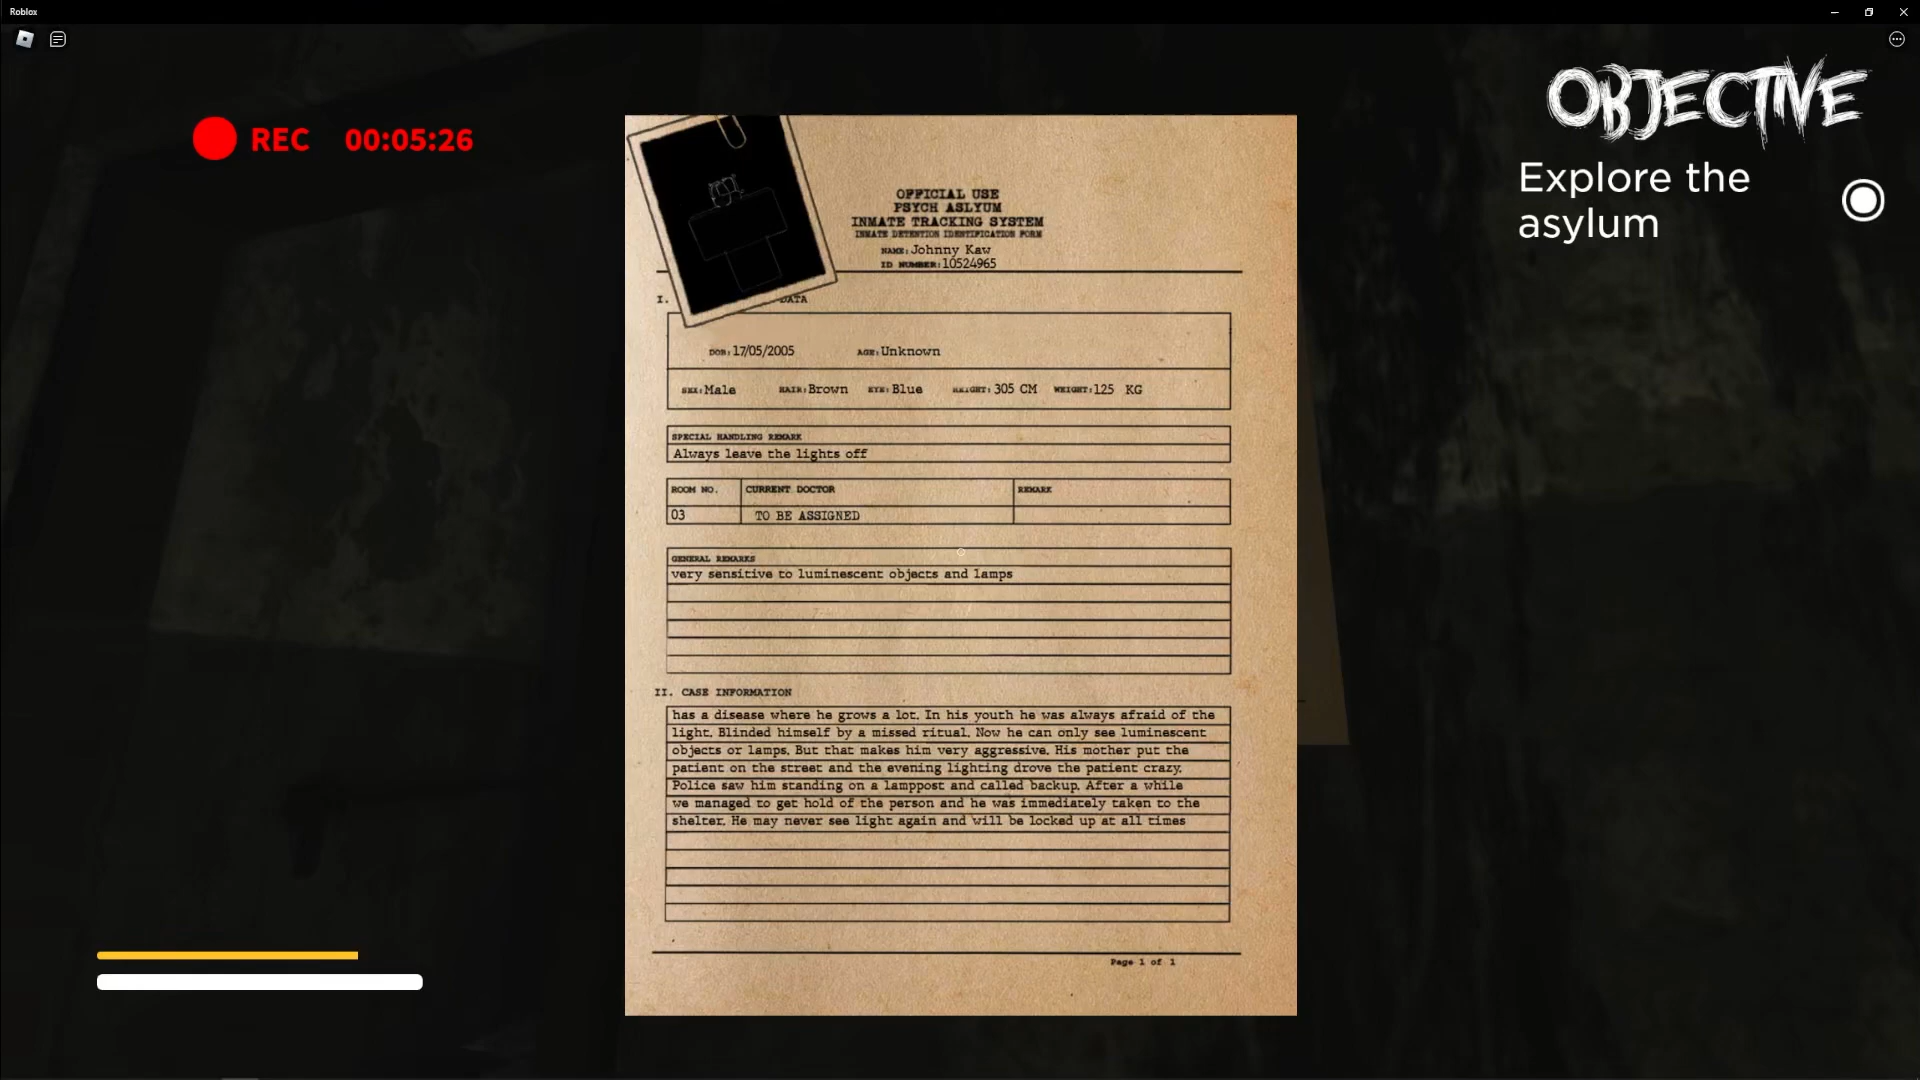 Roblox
REC 00:05:26
OBJECTIVE
Explore the
asylum
OFFICIAL USE
PSYCH ASLYUM
INMATE TRACKING SYSTEM
INMATE DETENTION IDENTIFICATION FORM
NAME: Johnny Kaw
ID NUMBER: 10524965
I. DATA
DOB: 17/05/2005 AGE: Unknown
SEX: Male HAIR: Brown EYE: Blue HEIGHT: 305 CM WEIGHT: 125 KG
SPECIAL HANDLING REMARK
Always leave the lights off
ROOM NO. CURRENT DOCTOR REMARK
03 TO BE ASSIGNED
GENERAL REMARKS
very sensitive to luminescent objects and lamps
II. CASE INFORMATION
has a disease where he grows a lot. In his youth he was always afraid of the
light. Blinded himself by a missed ritual. Now he can only see luminescent
objects or lamps. But that makes him very aggressive. His mother put the
patient on the street and the evening lighting drove the patient crazy.
Police saw him standing on a lamppost and called backup. After a while
we managed to get hold of the person and he was immediately taken to the
shelter. He may never see light again and will be locked up at all times
Page 1 of 1